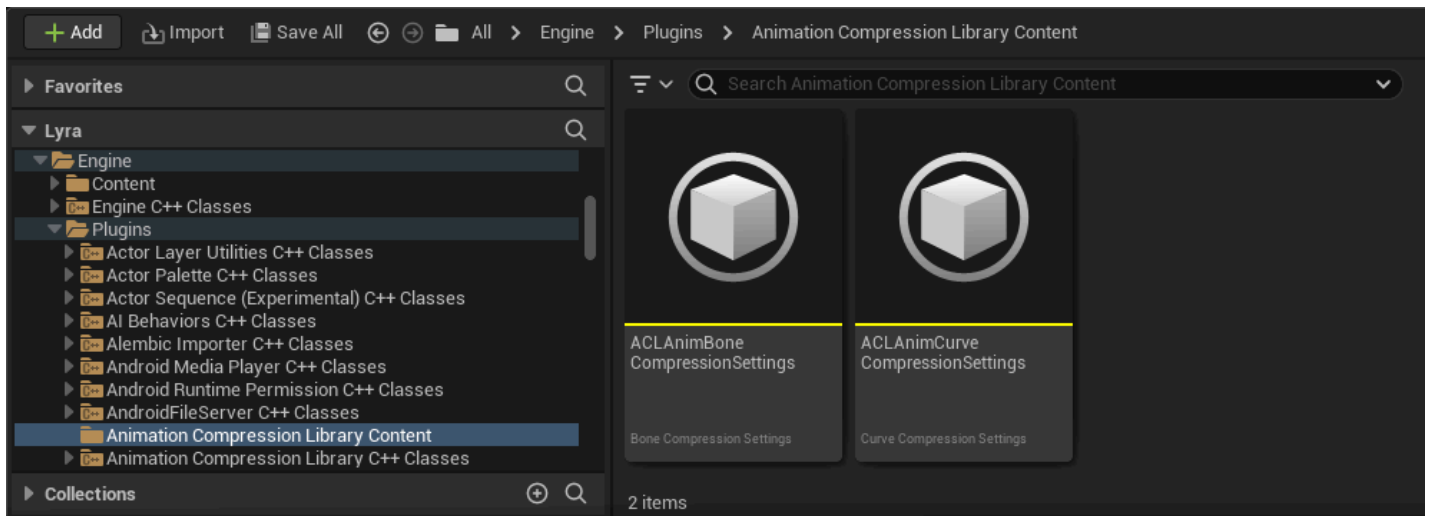 Add Import Save All All > Engine > Plugins > Animation Compression Library Content
Favorites
Search Animation Compression Library Content
Lyra
Engine
Content
Engine C++ Classes
Plugins
Actor Layer Utilities C++ Classes
Actor Palette C++ Classes
Actor Sequence (Experimental) C++ Classes
AI Behaviors C++ Classes
Alembic Importer C++ Classes
Android Media Player C++ Classes
Android Runtime Permission C++ Classes
AndroidFileServer C++ Classes
Animation Compression Library Content
Animation Compression Library C++ Classes
Collections
ACLAnimBone
CompressionSettings
Bone Compression Settings
ACLAnimCurve
CompressionSettings
Curve Compression Settings
2 items